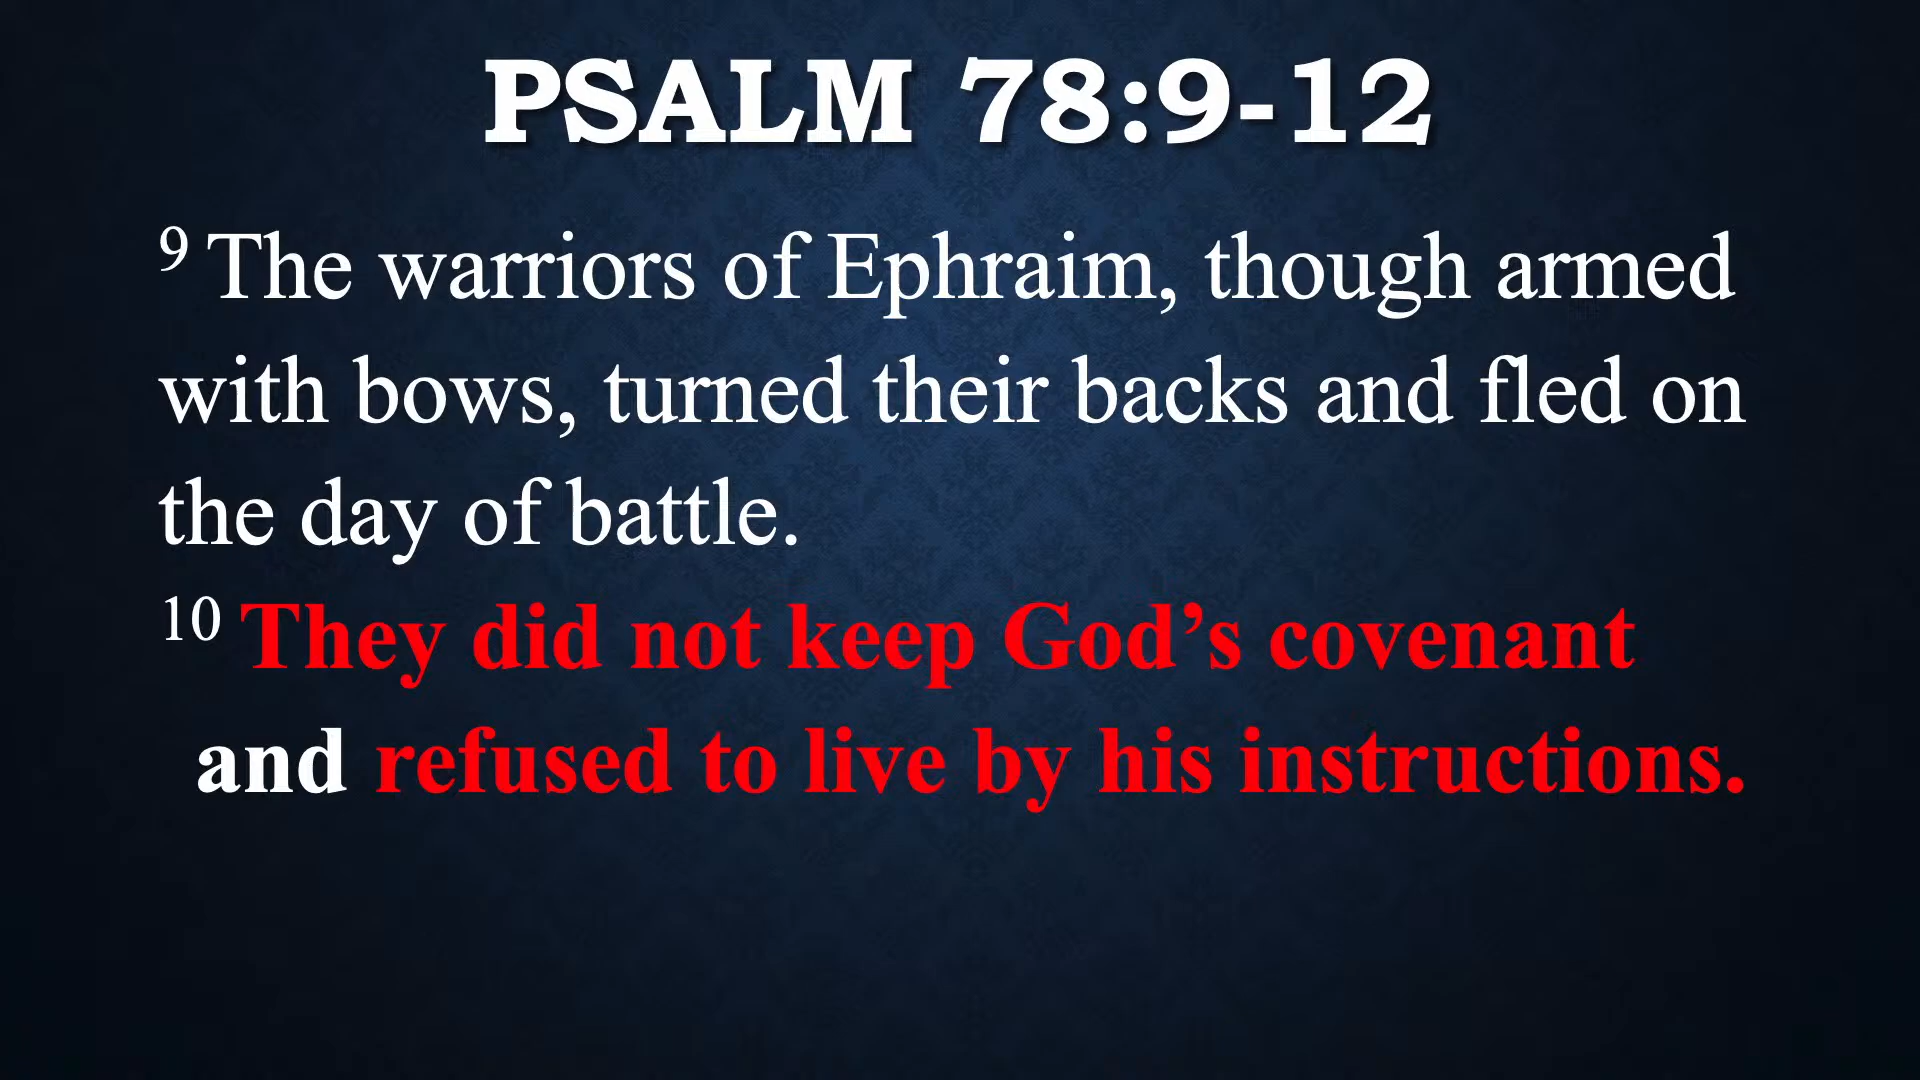 PSALM 78:9-12
9 The warriors of Ephraim, though armed
with bows, turned their backs and fled on
the day of battle.
10 They did not keep God’s covenant
and refused to live by his instructions.